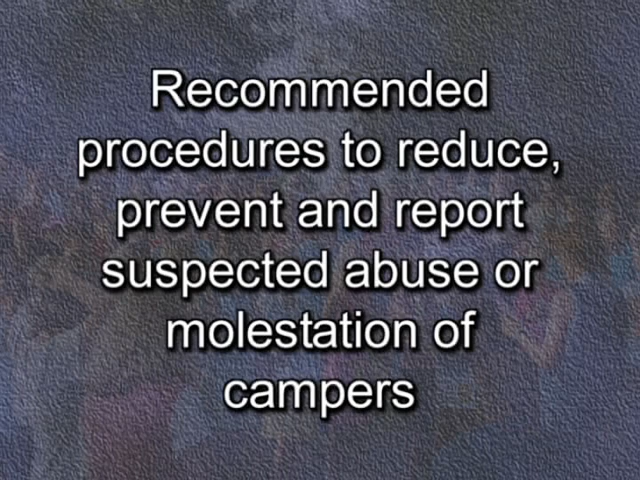 Recommended
procedures to reduce,
prevent and report
suspected abuse or
molestation of
campers